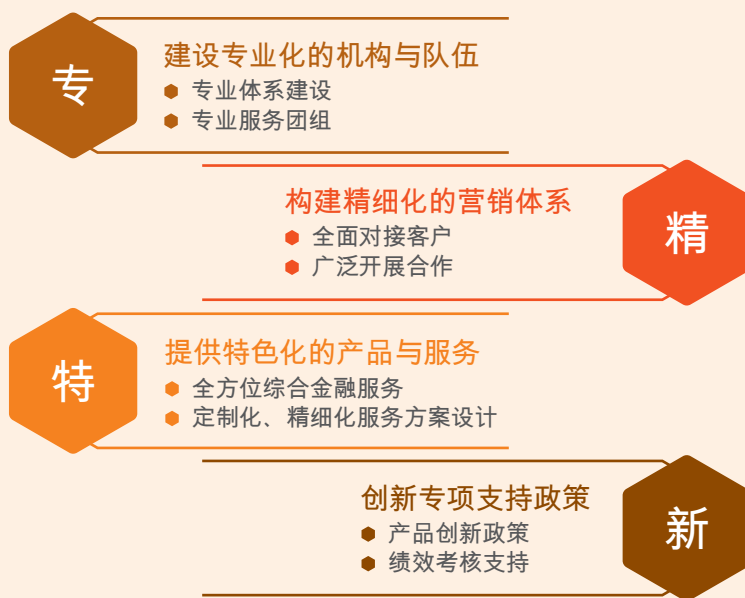 专
建设专业化的机构与队伍
专业体系建设
专业服务团组
构建精细化的营销体系
全面对接客户
广泛开展合作
精
特
提供特色化的产品与服务
全方位综合金融服务
定制化、精细化服务方案设计
创新专项支持政策
产品创新政策
绩效考核支持
新